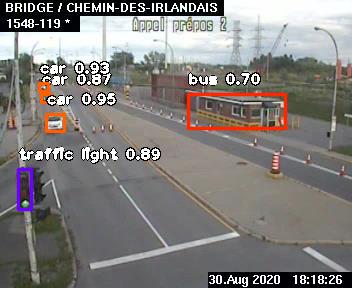 BRIDGE / CHEMIN-DES-IRLANDAIS
1548-119 *
Appel prépos 2
car 0.93
car 0.87
car 0.95
bus 0.70
traffic light 0.89
30.Aug 2020 18:18:26